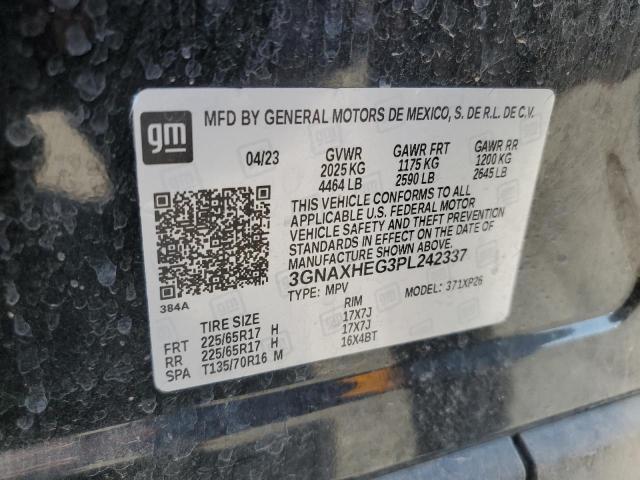 gm
MFD BY GENERAL MOTORS DE MEXICO, S. DE R.L. DE C.V.
04/23 GVWR GAWR FRT GAWR RR
2025 KG 1175 KG 1200 KG
4464 LB 2590 LB 2645 LB
THIS VEHICLE CONFORMS TO ALL
APPLICABLE U.S. FEDERAL MOTOR
VEHICLE SAFETY AND THEFT PREVENTION
STANDARDS IN EFFECT ON THE DATE OF
MANUFACTURE SHOWN ABOVE.
3GNAXHEG3PL242337
TYPE: MPV MODEL: 371XP26
384A
TIRE SIZE RIM
FRT 225/65R17 H 17X7J
RR 225/65R17 H 17X7J
SPA T135/70R16 M 16X4BT